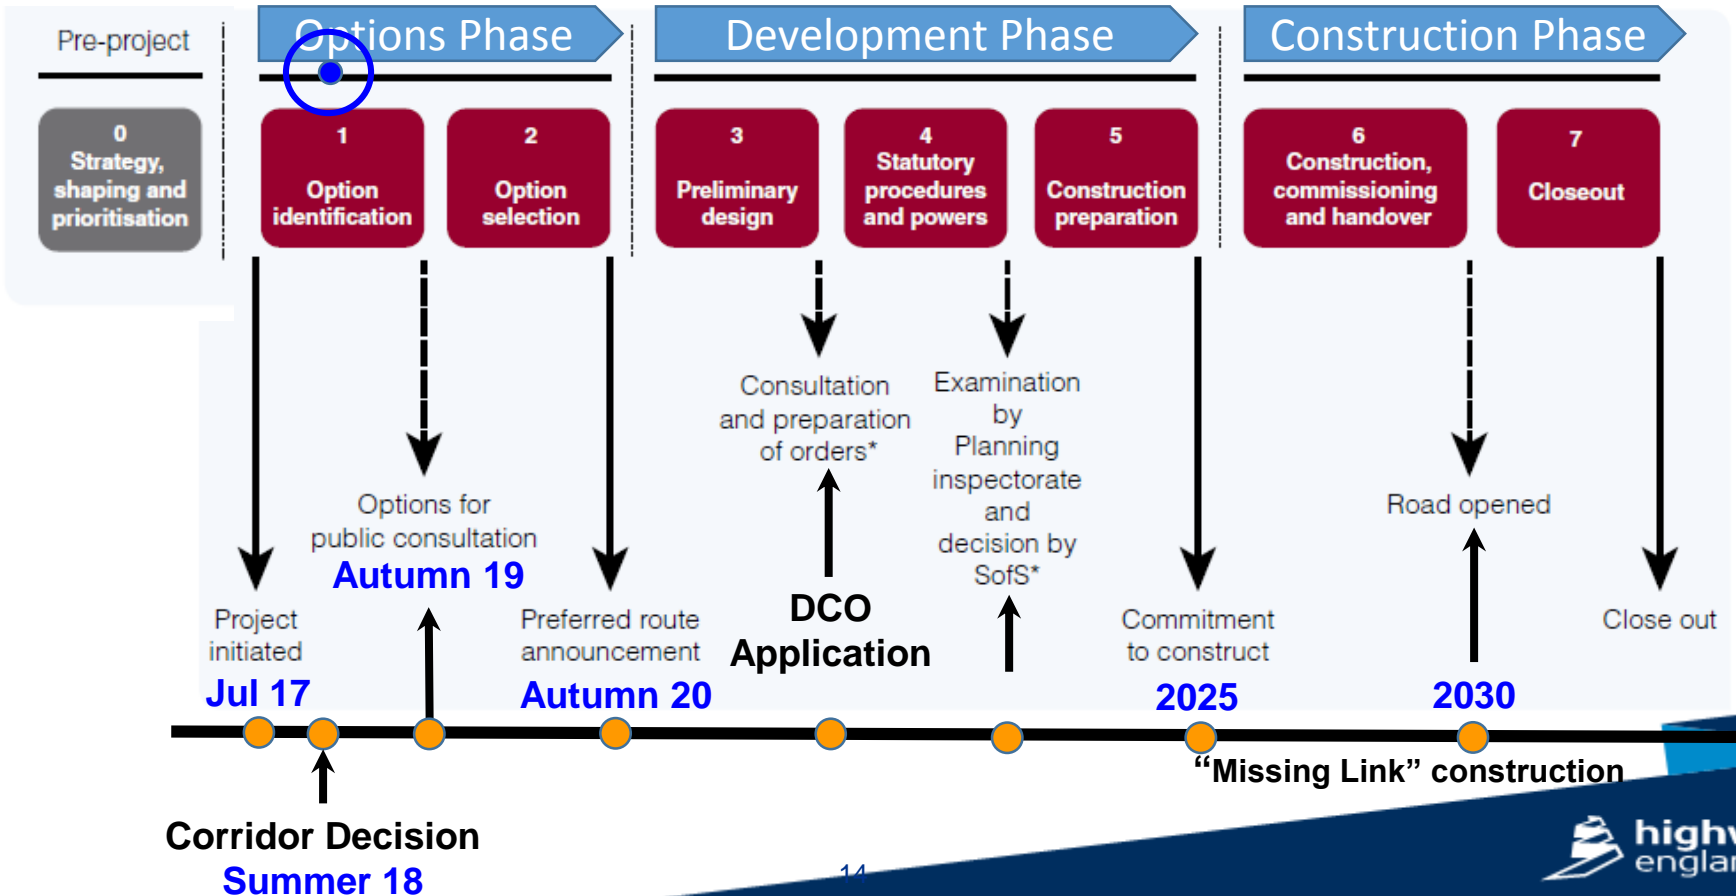 Pre-project
Options Phase
Development Phase
Construction Phase
0
Strategy,
shaping and
prioritisation
1
Option
identification
2
Option
selection
3
Preliminary
design
4
Statutory
procedures
and powers
5
Construction
preparation
6
Construction,
commissioning
and handover
7
Closeout
Project
initiated
Jul 17
Options for
public consultation
Autumn 19
Preferred route
announcement
Autumn 20
Consultation
and preparation
of orders*
DCO
Application
Examination
by
Planning
inspectorate
and
decision by
SofS*
Commitment
to construct
2025
Road opened
2030
Close out
“Missing Link” construction
Corridor Decision
Summer 18
14
highw
englan